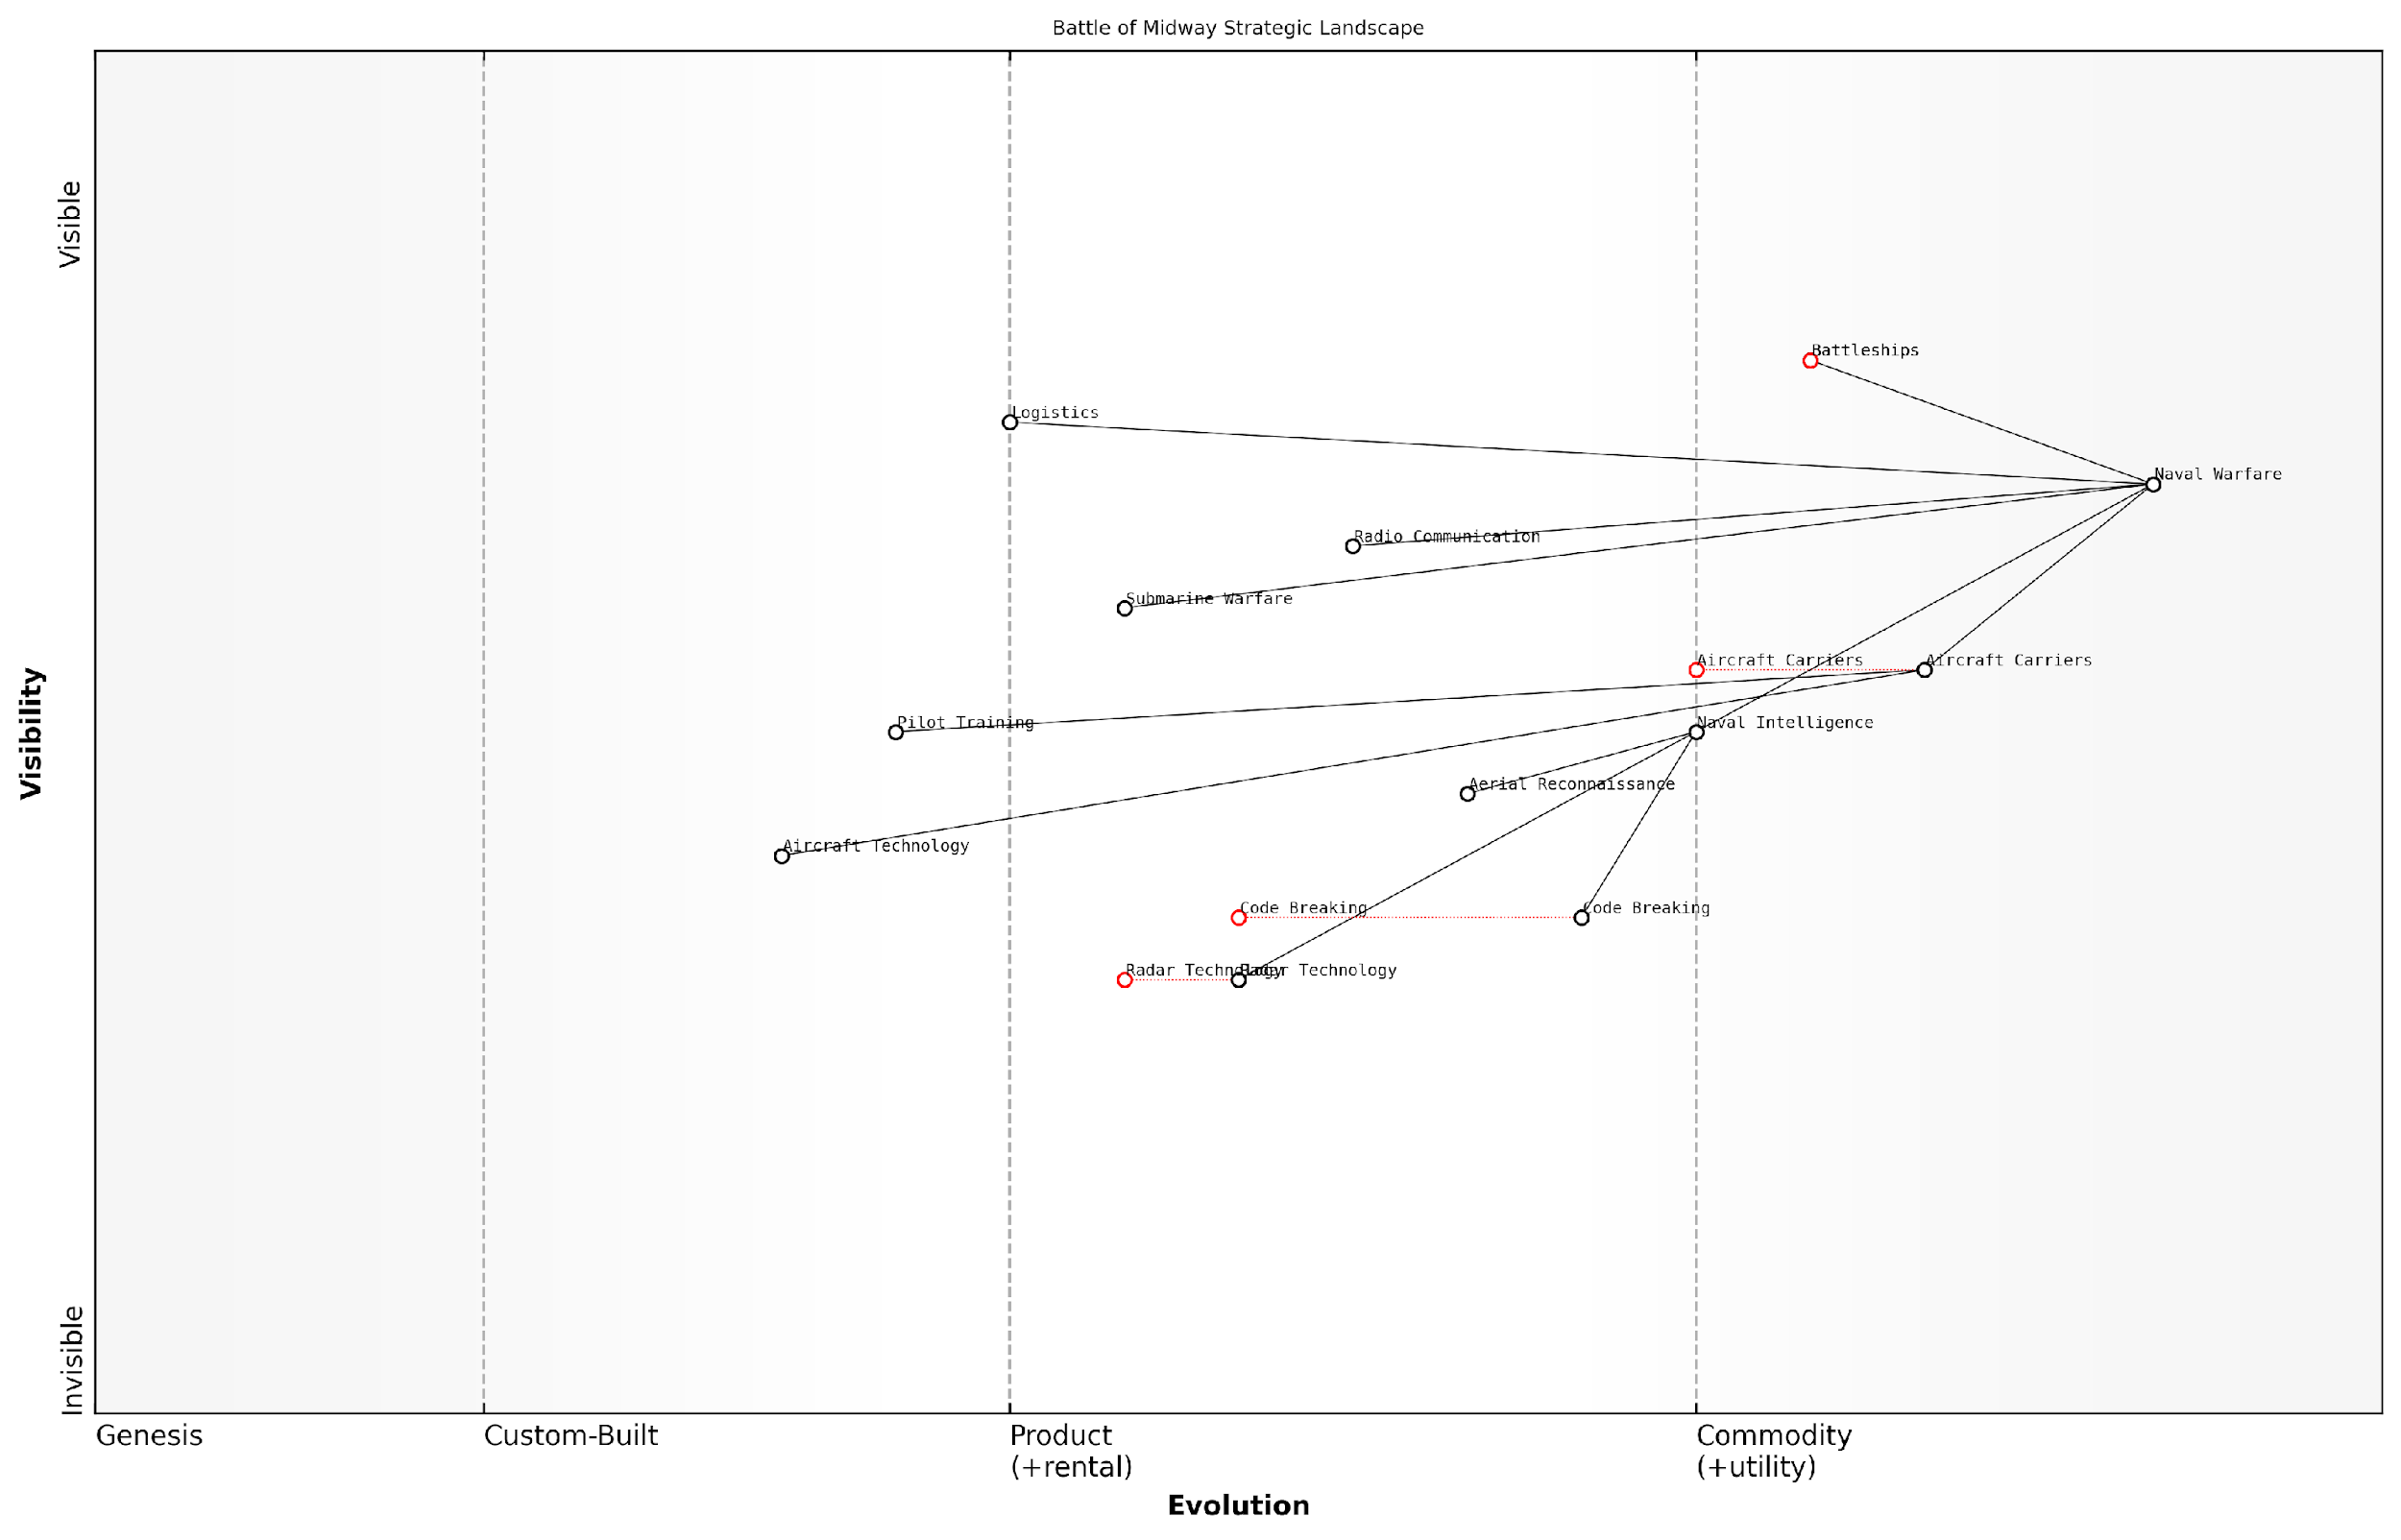 Battle of Midway Strategic Landscape
Visible
Battleships
Logistics
Naval Warfare
Radio Communication
Submarine Warfare
Aircraft Carriers
Aircraft Carriers
Visibility
Pilot Training
Naval Intelligence
Aerial Reconnaissance
Aircraft Technology
Code Breaking
Code Breaking
Radar Technology
Radar Technology
Invisible
Genesis
Custom-Built
Product
(+rental)
Commodity
(+utility)
Evolution